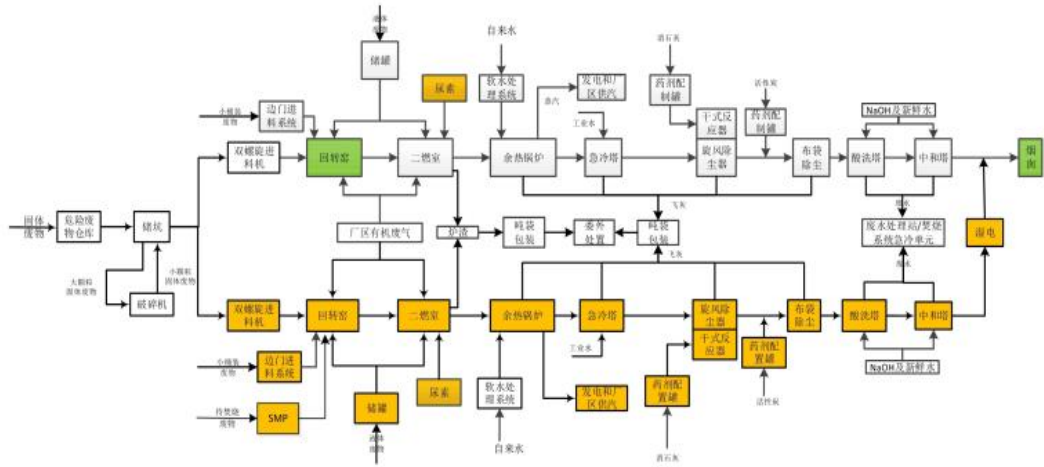 液体
废物
自来水
消石灰
储罐
活性炭
尿素
软水处
理系统
蒸汽
发电和厂
区供汽
药剂配
制罐
NaOH及新鲜水
小桶装
废物
边门进
料系统
工业水
干式反
应器
药剂配
制罐
双螺旋进
料机
回转窑
二燃室
余热锅炉
急冷塔
旋风除
尘器
布袋
除尘
酸洗塔
中和塔
烟囱
飞灰
废水
固体
废物
危险废
物仓库
储坑
厂区有机废气
炉渣
吨袋
包装
委外
处置
吨袋
包装
废水处理站/焚烧
系统急冷单元
湿电
飞灰
废水
大颗粒
固体废物
小颗粒
固体废物
破碎机
双螺旋进
料机
回转窑
二燃室
余热锅炉
急冷塔
旋风除
尘器
布袋
除尘
酸洗塔
中和塔
干式反
应器
工业水
药剂配
置罐
小桶装
废物
边门进
料系统
NaOH及新鲜水
尿素
软水处
理系统
发电和厂
区供汽
药剂配
置罐
活性炭
待焚烧
废物
SMP
储罐
液体
废物
自来水
消石灰